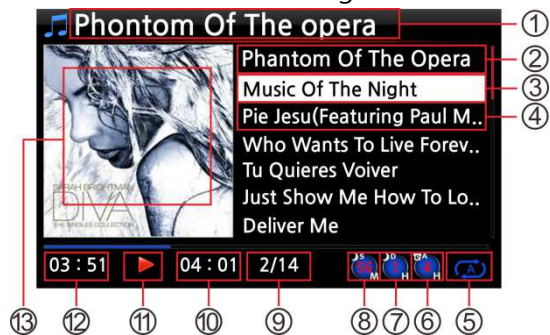 Phontom Of The opera
①
Phantom Of The Opera
②
Music Of The Night
③
Pie Jesu(Featuring Paul M..
④
Who Wants To Live Forev..
Tu Quieres Voiver
Just Show Me How To Lo..
Deliver Me
SARAH BRIGHTMAN
DIVA
THE SINGLES COLLECTION
03 : 51
04 : 01
2/14
S
M
D
H
A
H
A
⑬
⑫
⑪
⑩
⑨
⑧
⑦
⑥
⑤